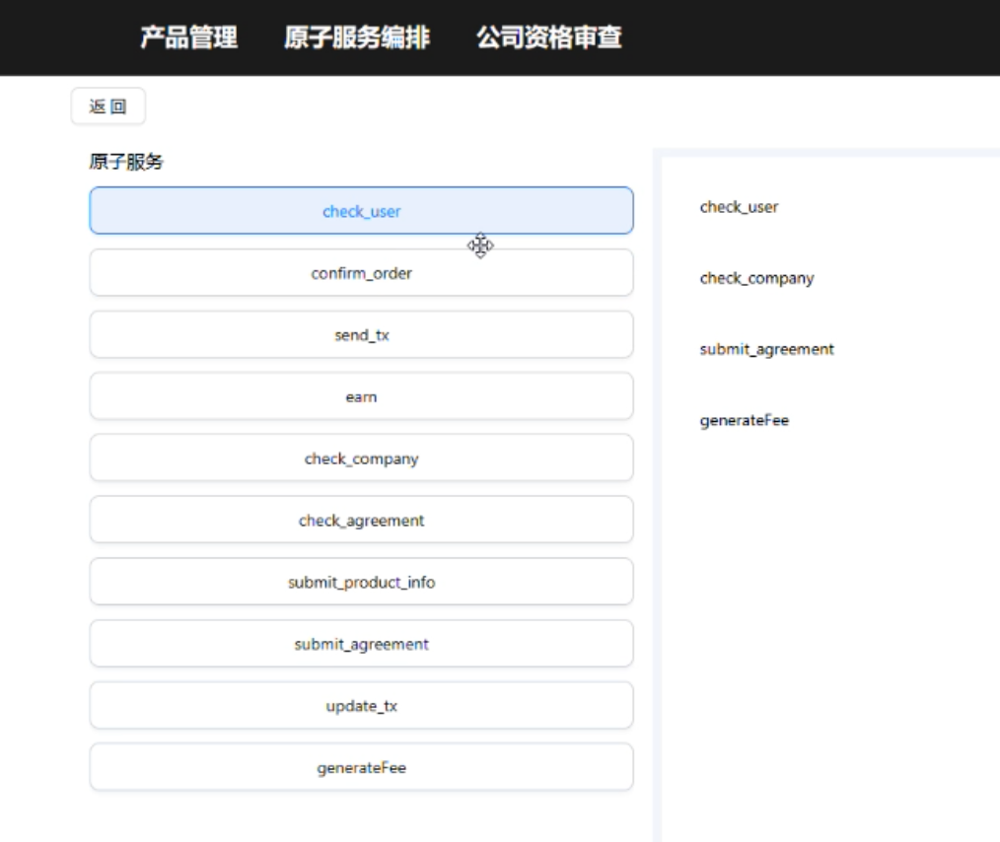 产品管理 原子服务编排 公司资格审查
返 回
原子服务
check_user
confirm_order
send_tx
earn
check_company
check_agreement
submit_product_info
submit_agreement
update_tx
generateFee
check_user
check_company
submit_agreement
generateFee